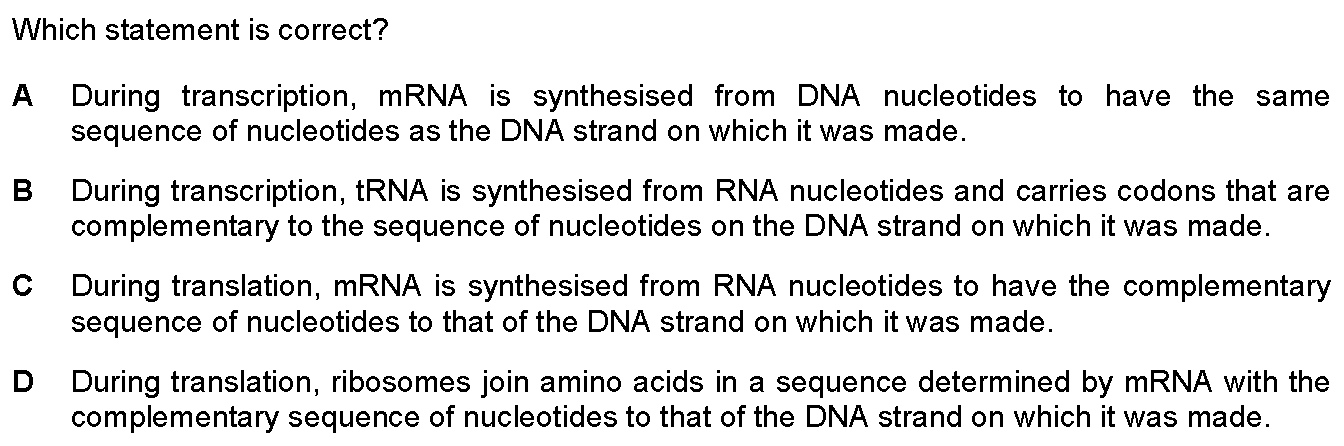 Which statement is correct?
A During transcription, mRNA is synthesised from DNA nucleotides to have the same
sequence of nucleotides as the DNA strand on which it was made.
B During transcription, tRNA is synthesised from RNA nucleotides and carries codons that are
complementary to the sequence of nucleotides on the DNA strand on which it was made.
C During translation, mRNA is synthesised from RNA nucleotides to have the complementary
sequence of nucleotides to that of the DNA strand on which it was made.
D During translation, ribosomes join amino acids in a sequence determined by mRNA with the
complementary sequence of nucleotides to that of the DNA strand on which it was made.